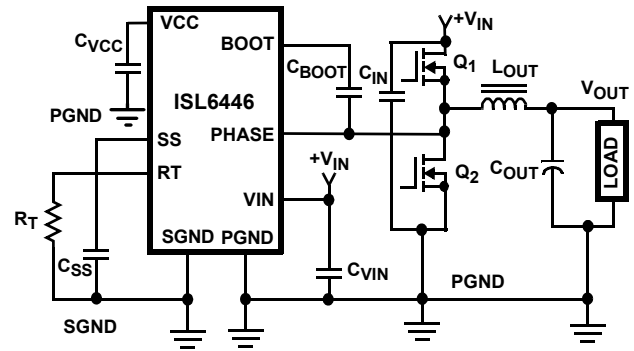 +VIN
VCC
CVCC
BOOT
CBOOT
CIN
Q1
LOUT
VOUT
ISL6446
PGND
PHASE
SS
RT
+VIN
Q2
COUT
LOAD
VIN
RT
CSS
SGND
PGND
CVIN
PGND
SGND